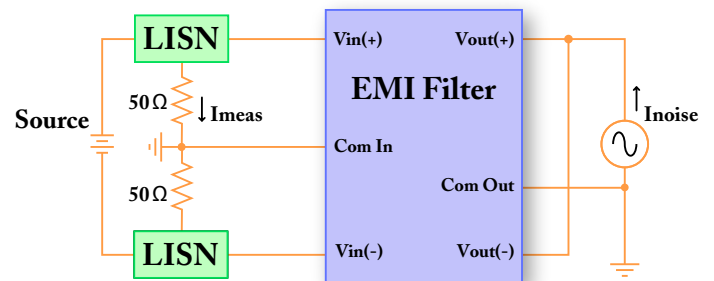 LISN
Vin(+)
Vout(+)
EMI Filter
50Ω
Imeas
Source
Inoise
Com In
50Ω
Com Out
LISN
Vin(-)
Vout(-)